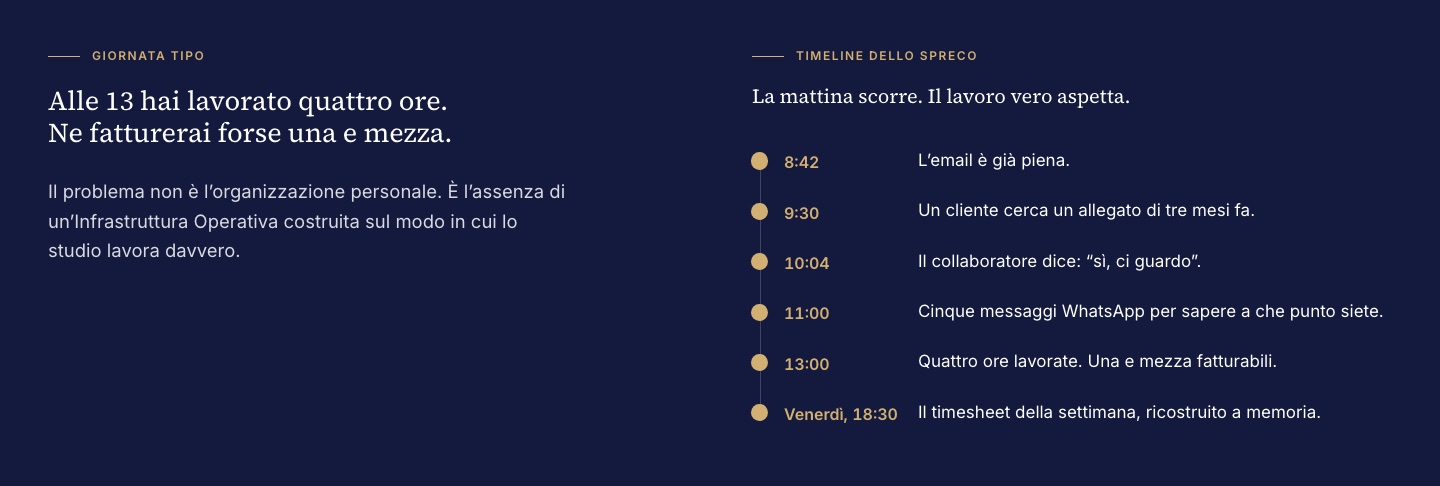 GIORNATA TIPO
Alle 13 hai lavorato quattro ore.
Ne fatturerai forse una e mezza.
Il problema non è l’organizzazione personale. È l’assenza di
un’Infrastruttura Operativa costruita sul modo in cui lo
studio lavora davvero.
TIMELINE DELLO SPRECO
La mattina scorre. Il lavoro vero aspetta.
8:42 L’email è già piena.
9:30 Un cliente cerca un allegato di tre mesi fa.
10:04 Il collaboratore dice: “sì, ci guardo”.
11:00 Cinque messaggi WhatsApp per sapere a che punto siete.
13:00 Quattro ore lavorate. Una e mezza fatturabili.
Venerdì, 18:30 Il timesheet della settimana, ricostruito a memoria.